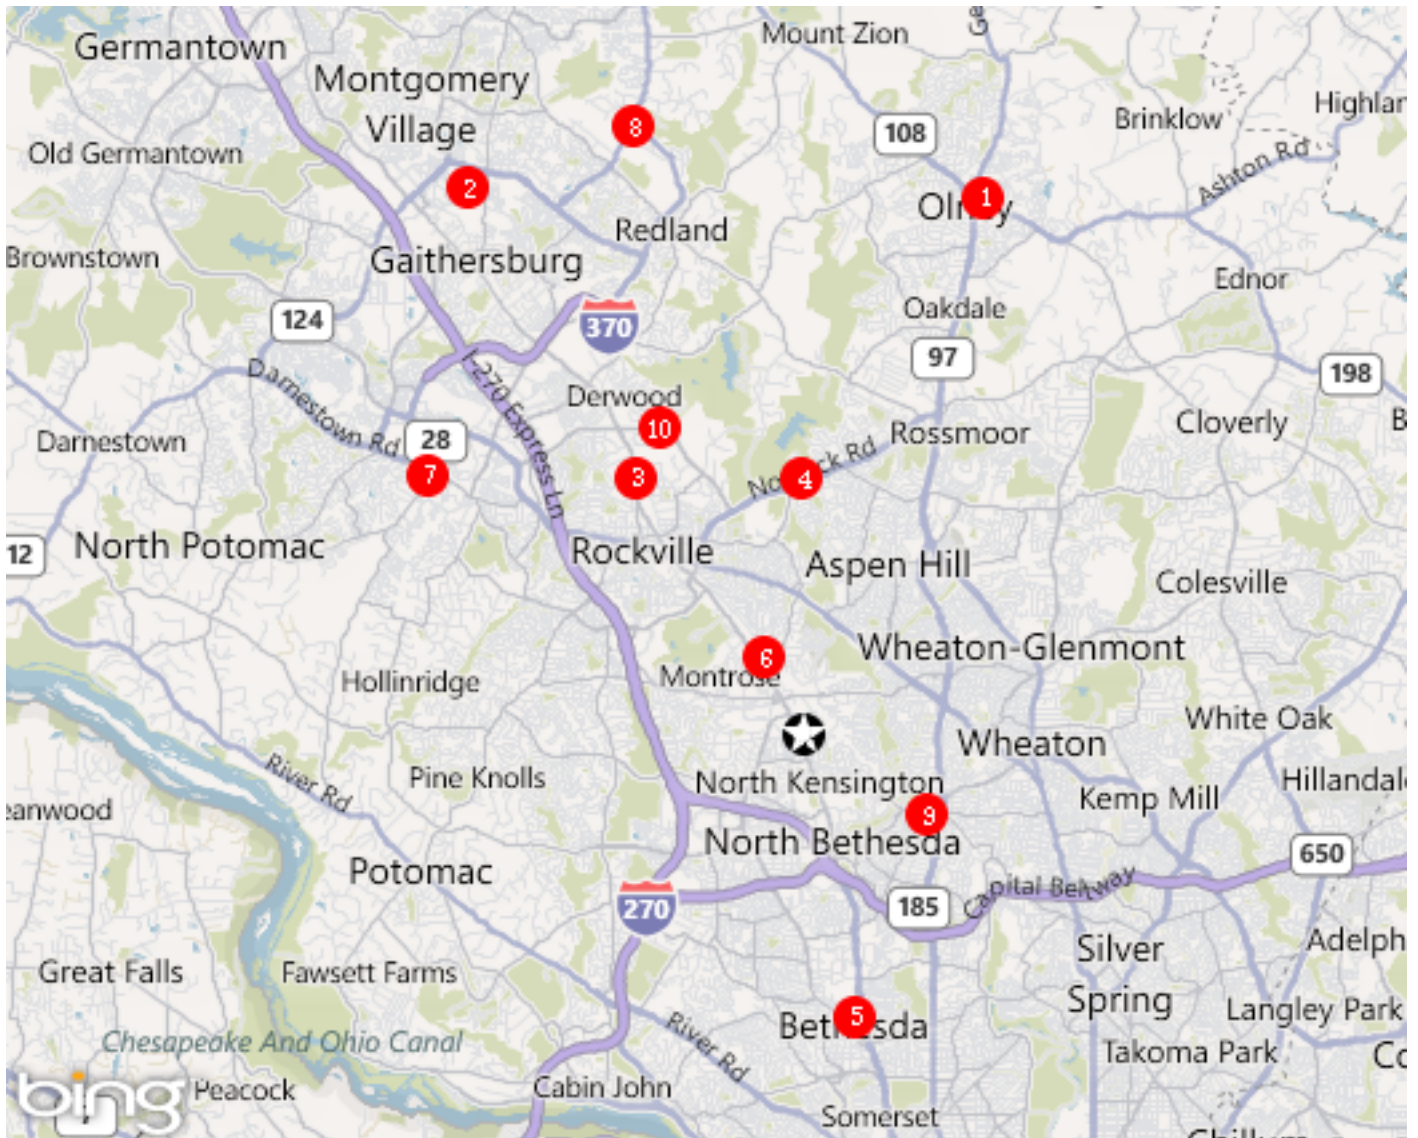 Germantown
Mount Zion
Montgomery
Village
Highlan
Brinklow
108
8
Old Germantown
Ashton Rd
2
1
Redland
Brownstown
Gaithersburg
Ednor
Oakdale
124
370
97
198
Darnestown Rd
I-270 Express Ln
Derwood
10
Cloverly
Rossmoor
28
Darnestown
7
3
4
12
North Potomac
Rockville
Aspen Hill
Colesville
6
Wheaton-Glenmont
Hollinridge
White Oak
Wheaton
River Rd
Pine Knolls
North Kensington
Hillandal
eanwood
Kemp Mill
9
North Bethesda
650
Potomac
Capital Beltway
270
185
Silver
Spring
Adelph
Great Falls
Fawsett Farms
Langley Park
5
River Rd
Chesapeake And Ohio Canal
Takoma Park
Co
bing
Peacock
Cabin John
Somerset